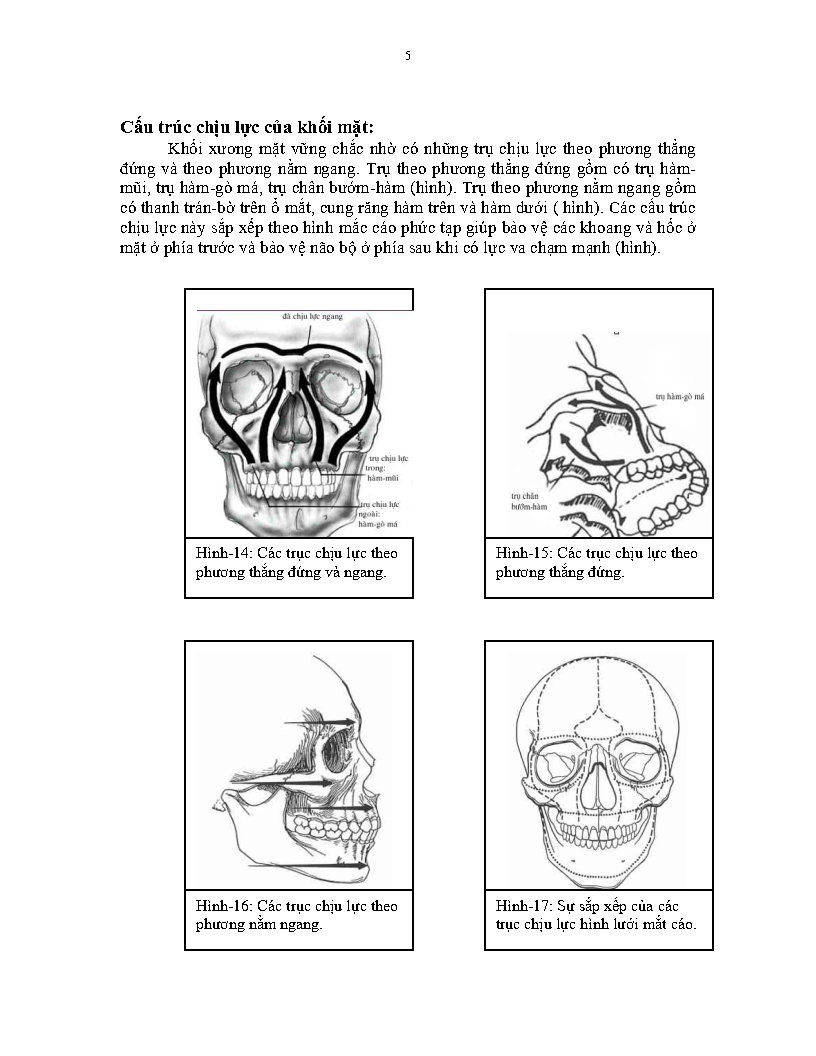 5
Cấu trúc chịu lực của khối mặt:
Khối xương mặt vững chắc nhờ có những trụ chịu lực theo phương thẳng
đứng và theo phương nằm ngang. Trụ theo phương thẳng đứng gồm có trụ hàm-
mũi, trụ hàm-gò má, trụ chân bướm-hàm (hình). Trụ theo phương nằm ngang gồm
có thanh trán-bờ trên ổ mắt, cung răng hàm trên và hàm dưới ( hình). Các cấu trúc
chịu lực này sắp xếp theo hình mắc cáo phức tạp giúp bảo vệ các khoang và hốc ở
mặt ở phía trước và bảo vệ não bộ ở phía sau khi có lực va chạm mạnh (hình).
đà chịu lực ngang
trụ chịu lực
trong:
hàm-mũi
trụ chịu lực
ngoài:
hàm-gò má
Hình-14: Các trục chịu lực theo
phương thẳng đứng và ngang.
trụ hàm-gò má
trụ chân
bướm-hàm
Hình-15: Các trục chịu lực theo
phương thẳng đứng.
Hình-16: Các trục chịu lực theo
phương nằm ngang.
Hình-17: Sự sắp xếp của các
trục chịu lực hình lưới mắt cáo.